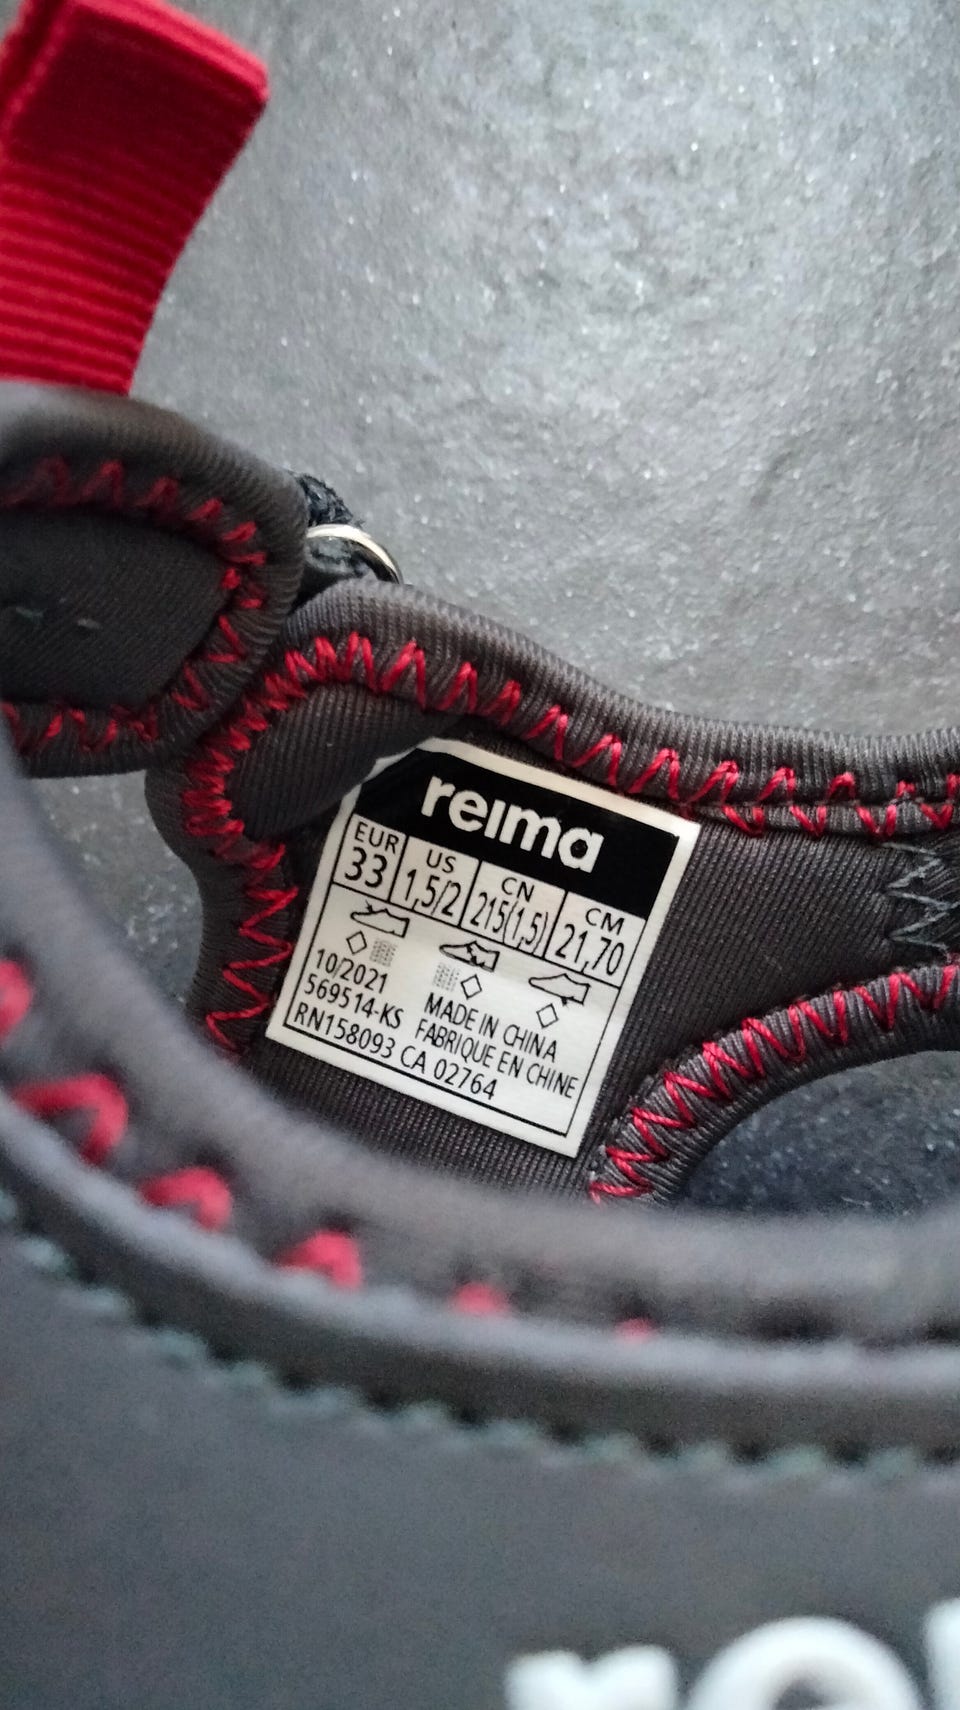 reima
EUR US CN CM
33 1,5/2 215(1,5) 21,70
10/2021
569514-KS MADE IN CHINA
FABRIQUE EN CHINE
RN158093 CA 02764
re